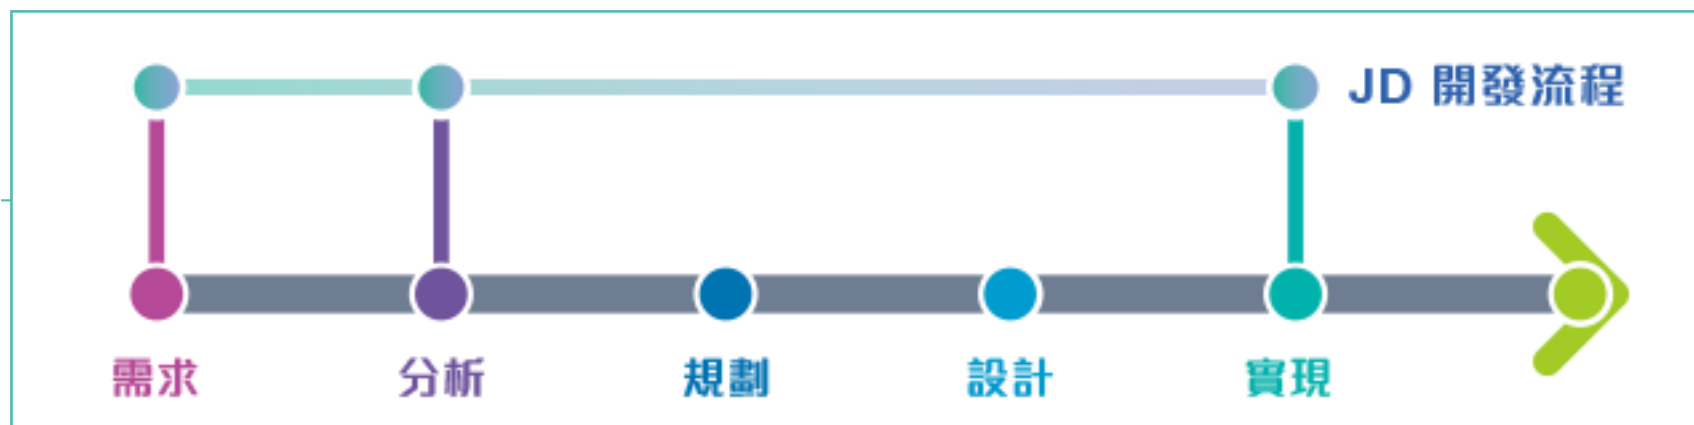 JD 開發流程
需求
分析
規劃
設計
實現